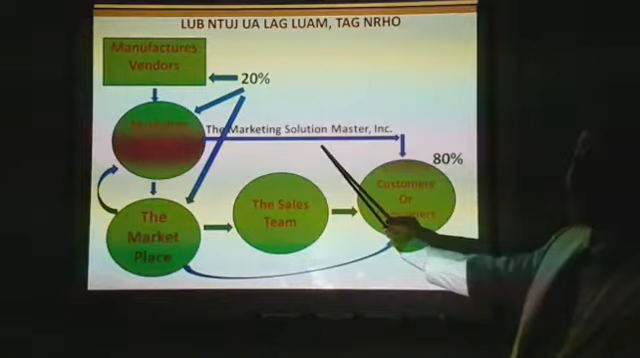 LUB NTUJ UA LAG LUAM, TAG NRHO
Manufactures
Vendors
20%
The Marketing Solution Master, Inc.
80%
Customers
Or
The Sales
Team
The
Market
Place